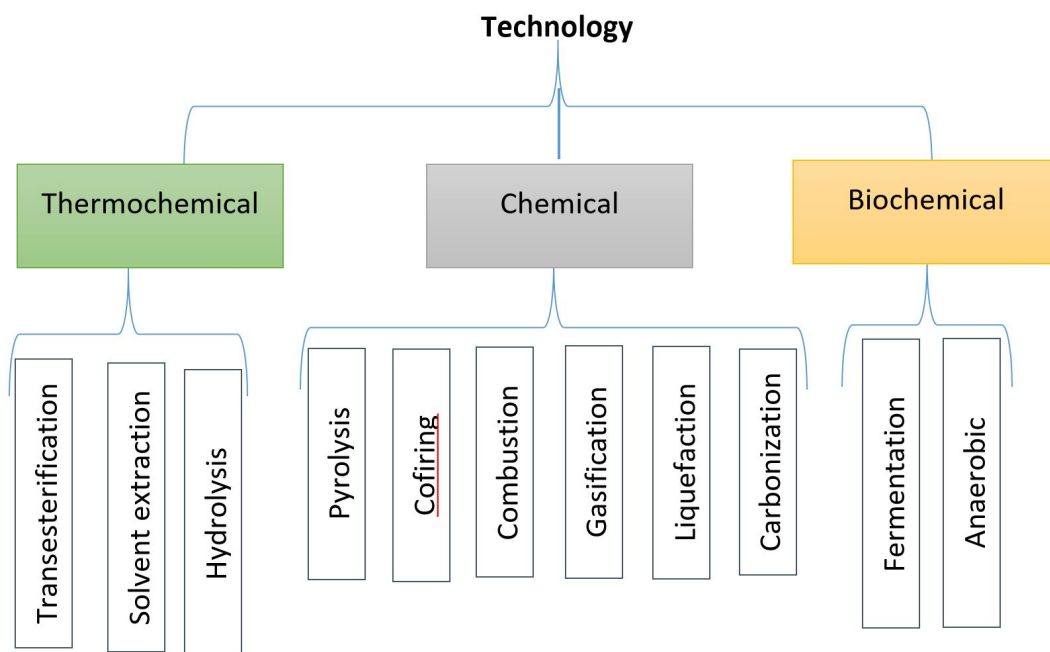 Technology
Thermochemical
Chemical
Biochemical
Transesterification
Solvent extraction
Hydrolysis
Pyrolysis
Cofiring
Combustion
Gasification
Liquefaction
Carbonization
Fermentation
Anaerobic